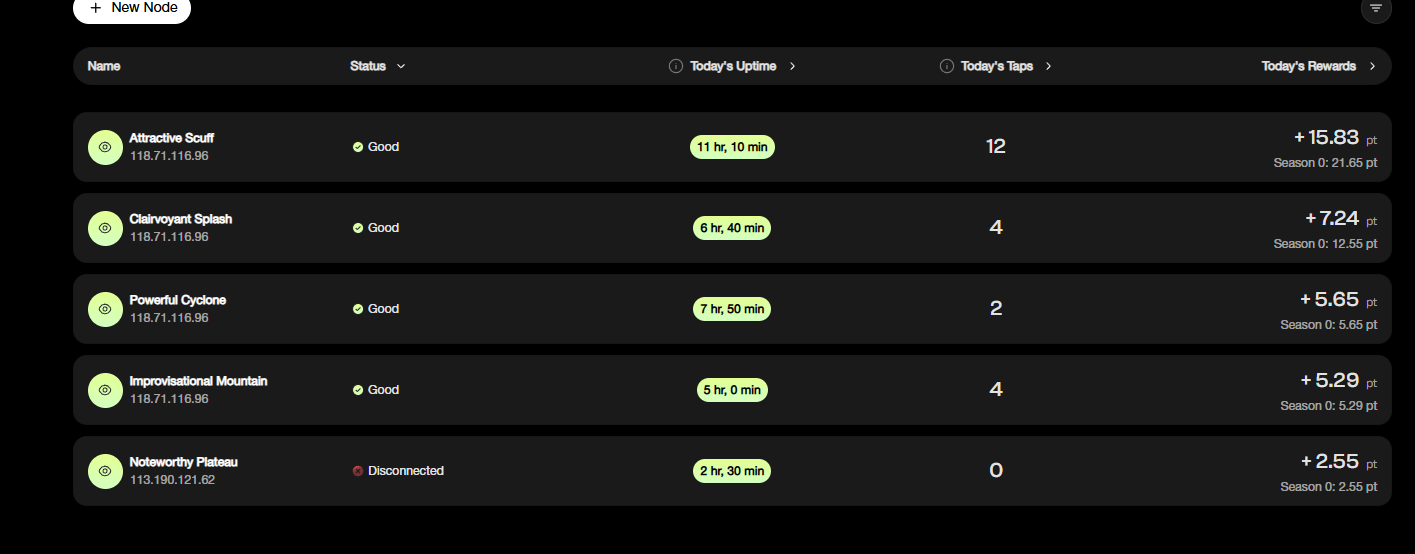 + New Node
Name Status Today's Uptime Today's Taps Today's Rewards
Attractive Scuff
118.71.116.96
Good
11 hr, 10 min
12
+ 15.83 pt
Season 0: 21.65 pt
Clairvoyant Splash
118.71.116.96
Good
6 hr, 40 min
4
+ 7.24 pt
Season 0: 12.55 pt
Powerful Cyclone
118.71.116.96
Good
7 hr, 50 min
2
+ 5.65 pt
Season 0: 5.65 pt
Improvisational Mountain
118.71.116.96
Good
5 hr, 0 min
4
+ 5.29 pt
Season 0: 5.29 pt
Noteworthy Plateau
113.190.121.62
Disconnected
2 hr, 30 min
0
+ 2.55 pt
Season 0: 2.55 pt